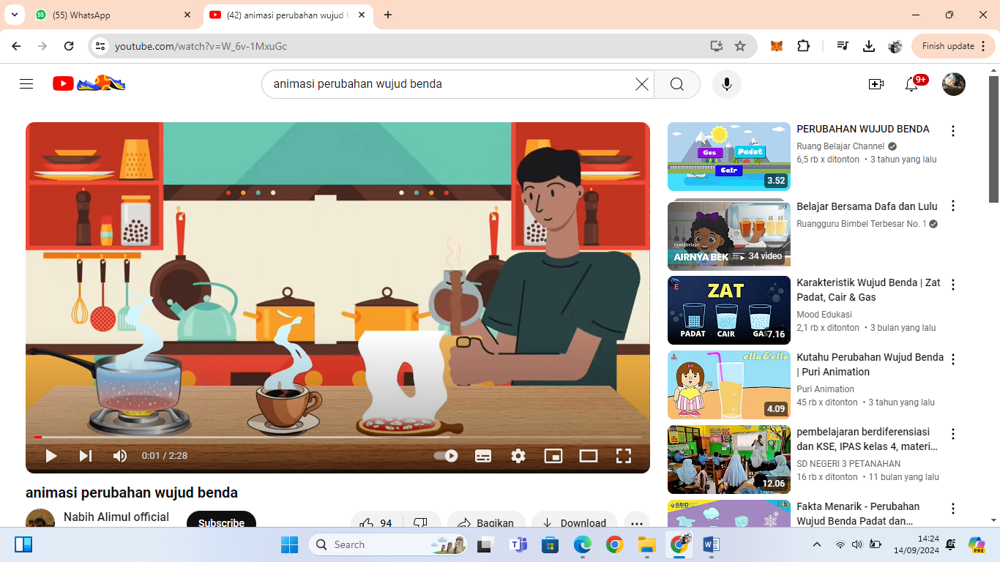 (55) WhatsApp
(42) animasi perubahan wujud b
youtube.com/watch?v=W_6v-1MxuGc
Finish update
animasi perubahan wujud benda
9+
0:01 / 2:28
animasi perubahan wujud benda
Nabih Alimul official
Subscribe
94
Bagikan
Download
Gas
Padat
Cair
3.52
PERUBAHAN WUJUD BENDA
Ruang Belajar Channel
6,5 rb x ditonton • 3 tahun yang lalu
ruangbelajar
AIRNYA BEK
34 video
Belajar Bersama Dafa dan Lulu
Ruangguru Bimbel Terbesar No. 1
E
ZAT
PADAT
CAIR
GAS
7.16
Karakteristik Wujud Benda | Zat
Padat, Cair & Gas
Mood Edukasi
2,1 rb x ditonton • 3 bulan yang lalu
ella&ello
4.09
Kutahu Perubahan Wujud Benda
| Puri Animation
Puri Animation
45 rb x ditonton • 3 tahun yang lalu
12.06
pembelajaran berdiferensiasi
dan KSE, IPAS kelas 4, materi...
SD NEGERI 3 PETANAHAN
16 rb x ditonton • 11 bulan yang lalu
GRID
Fakta Menarik - Perubahan
Wujud Benda Padat dan...
Search
14:24
14/09/2024
PRE